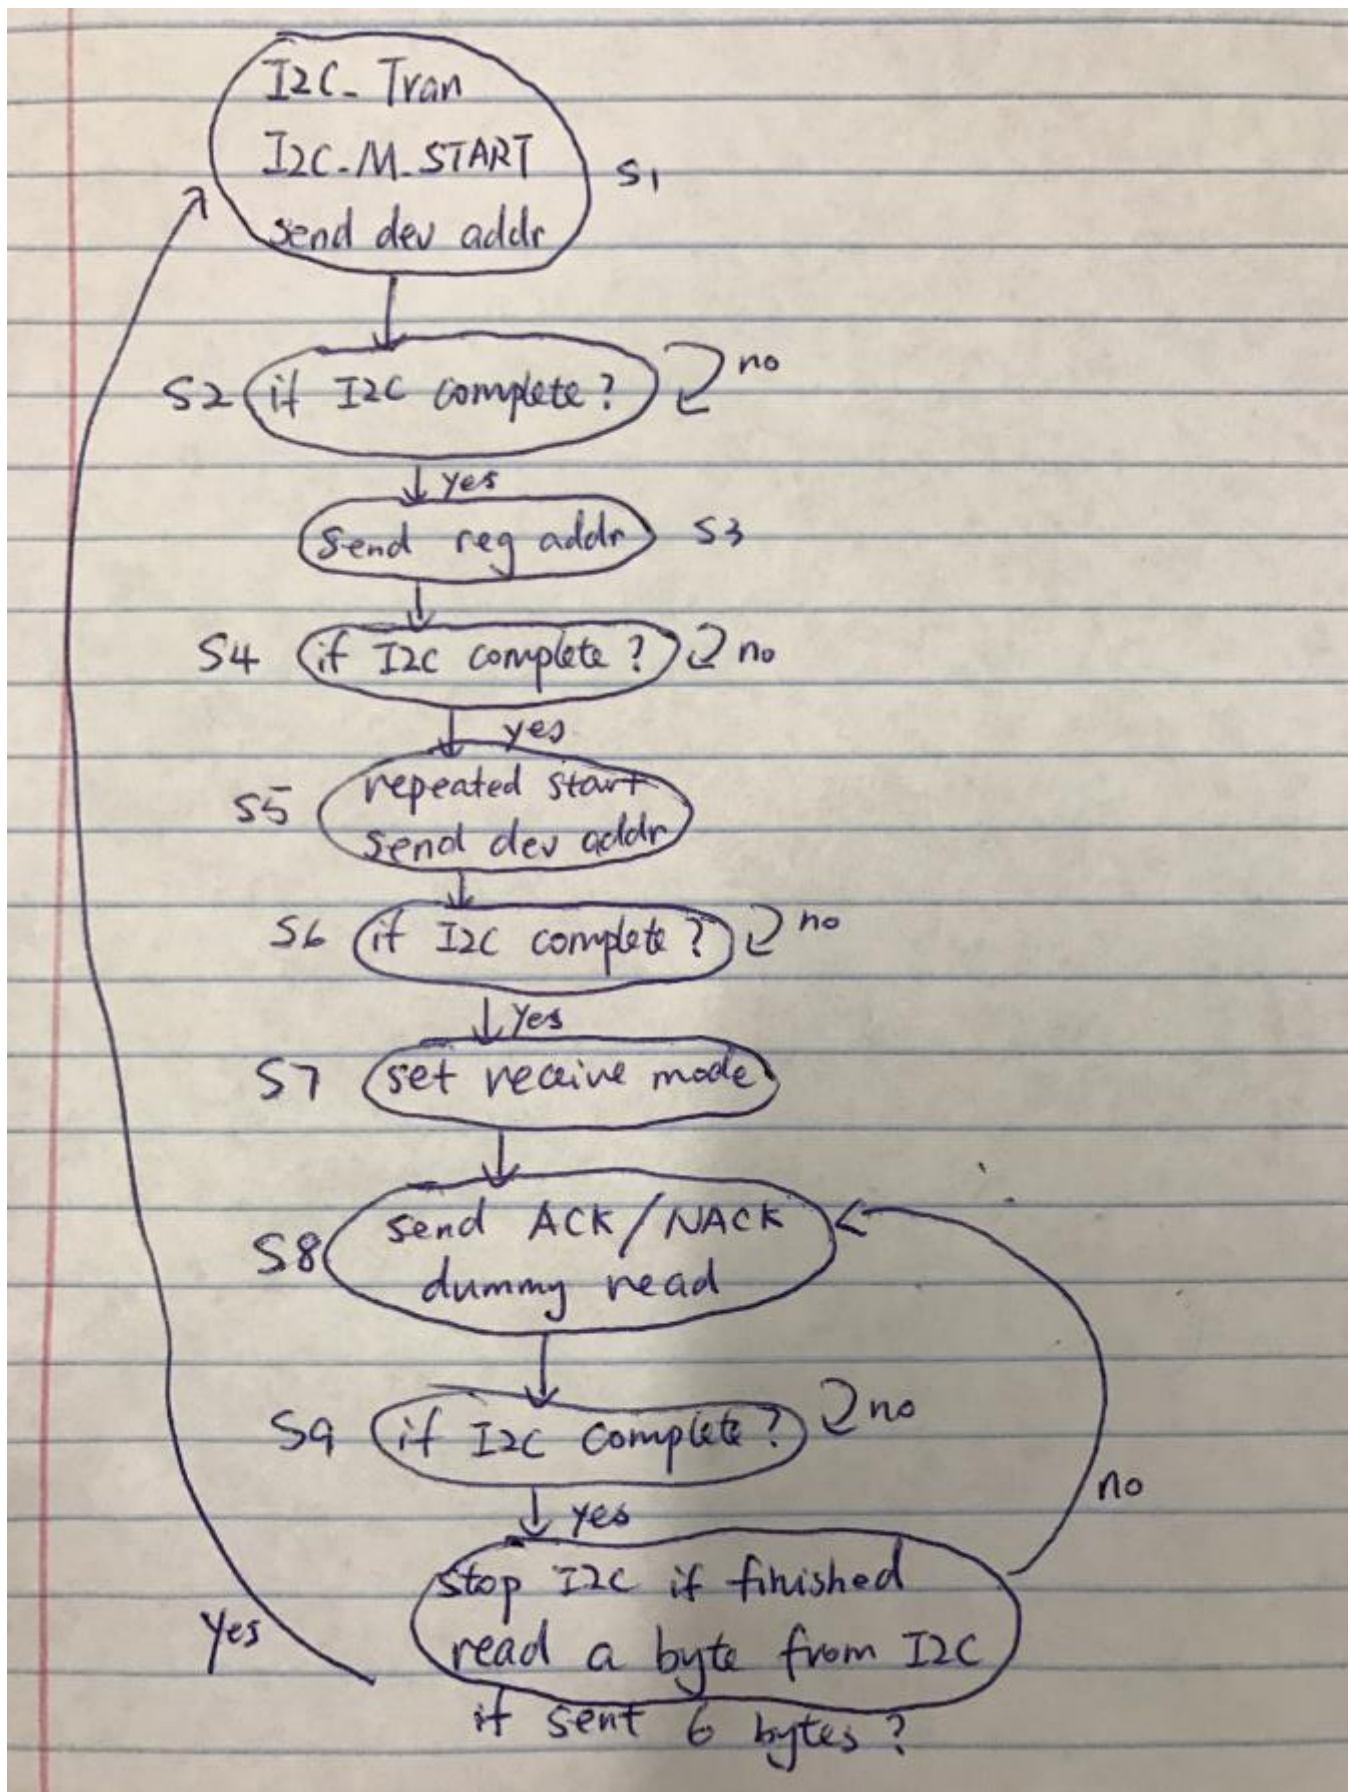 I2C_Tran
I2C_M_START
send dev addr
S1
S2 if I2C complete? no
yes
send reg addr S3
S4 if I2C complete? no
yes
S5 repeated start
send dev addr
S6 if I2C complete? no
Yes
S7 set receive mode
S8 send ACK/NACK
dummy read
S9 if I2C complete? no
yes
no
stop I2C if finished
Yes read a byte from I2C
if sent 6 bytes?